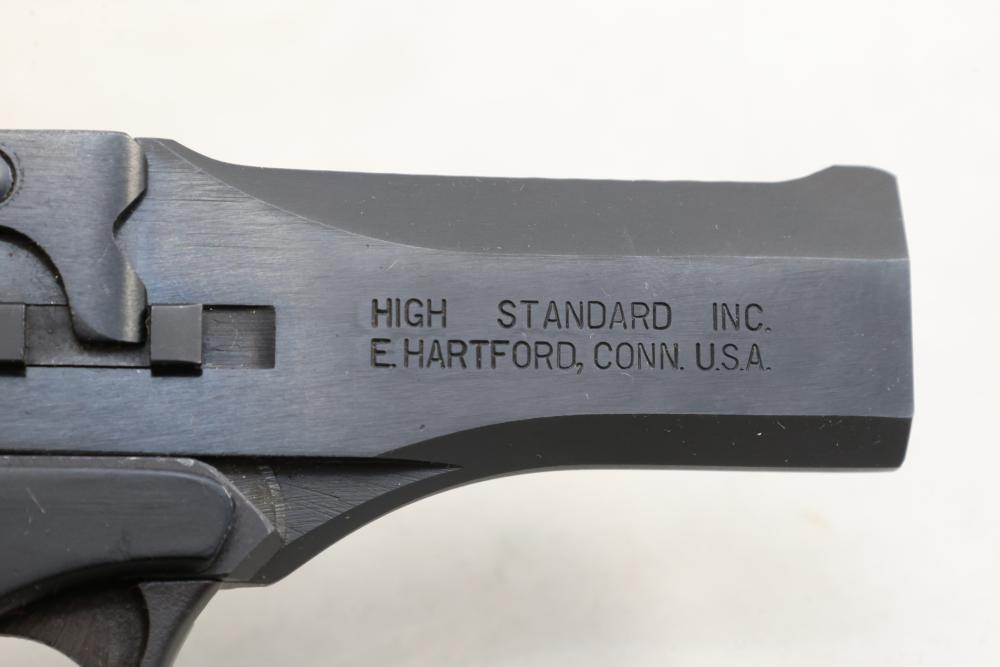 HIGH STANDARD INC.
E. HARTFORD, CONN. U.S.A.